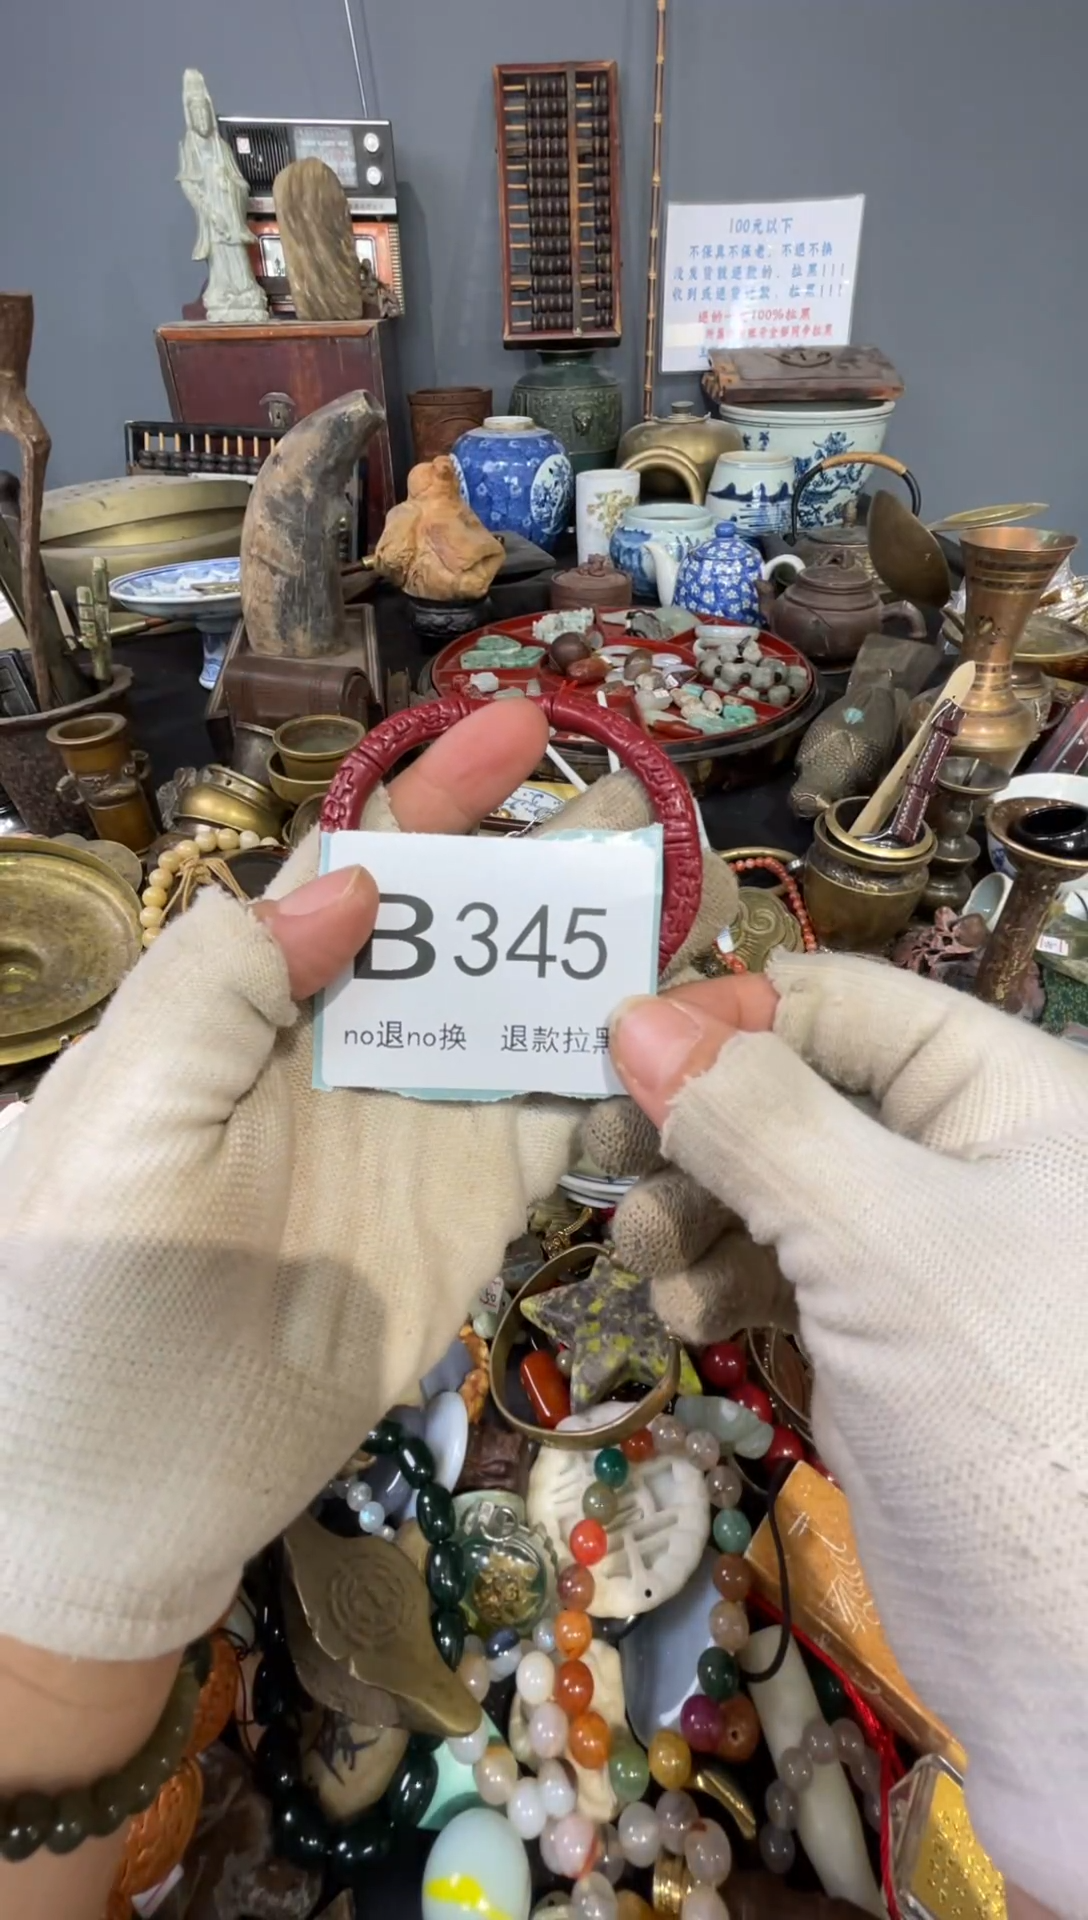 100元以下
不保真不保老，不退不换
没发货就退款的，拉黑！！！
收到或退货退款，拉黑！！！
B345
no退no换 退款拉黑